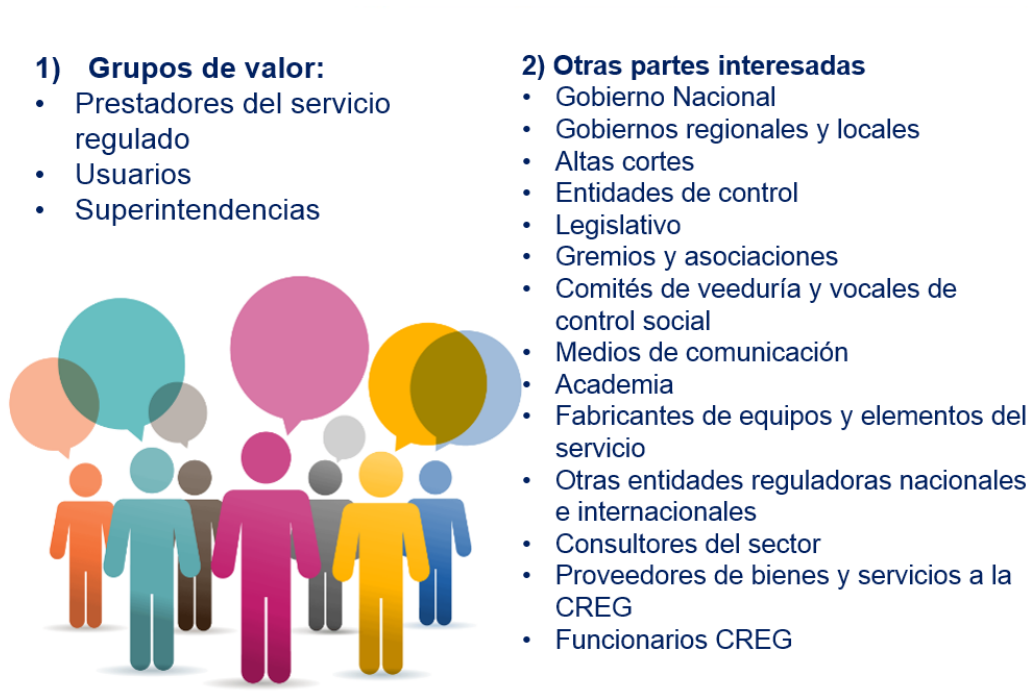 1) Grupos de valor:
• Prestadores del servicio
regulado
• Usuarios
• Superintendencias
2) Otras partes interesadas
• Gobierno Nacional
• Gobiernos regionales y locales
• Altas cortes
• Entidades de control
• Legislativo
• Gremios y asociaciones
• Comités de veeduría y vocales de
control social
• Medios de comunicación
• Academia
• Fabricantes de equipos y elementos del
servicio
• Otras entidades reguladoras nacionales
e internacionales
• Consultores del sector
• Proveedores de bienes y servicios a la
CREG
• Funcionarios CREG